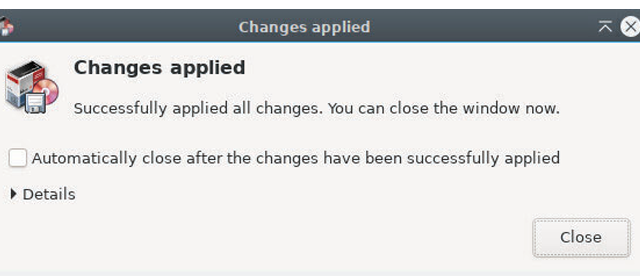 Changes applied
Changes applied
Successfully applied all changes. You can close the window now.
Automatically close after the changes have been successfully applied
Details
Close